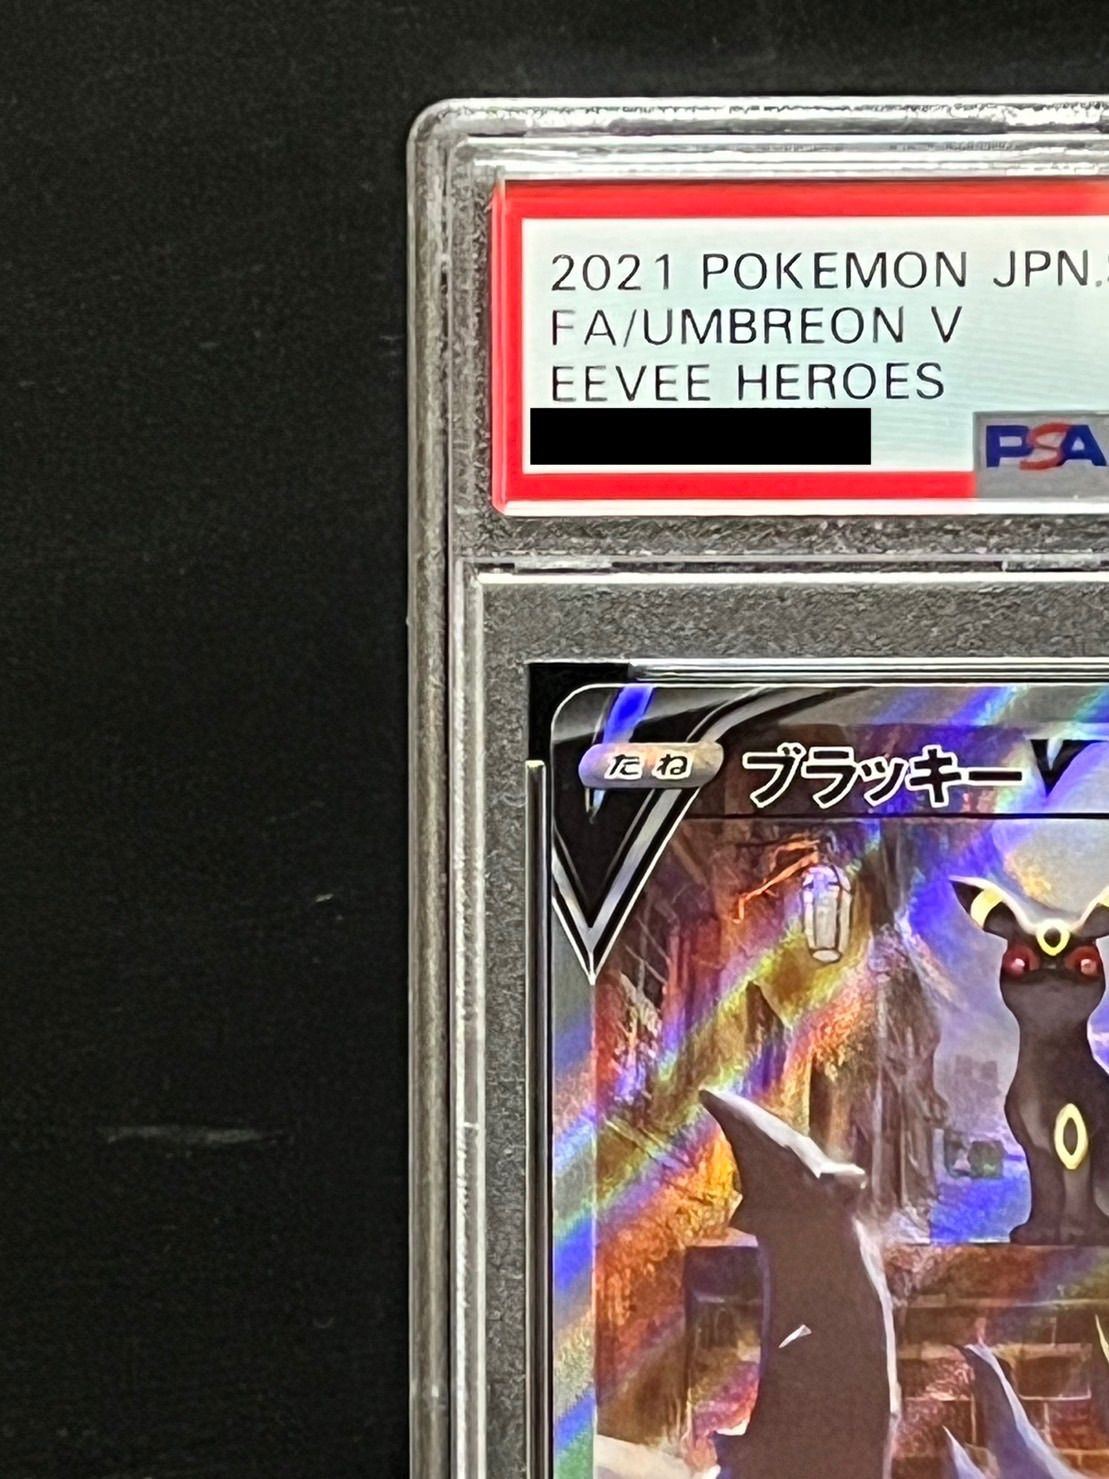 2021 POKEMON JPN.
FA/UMBREON V
EEVEE HEROES
PSA
たね ブラッキー